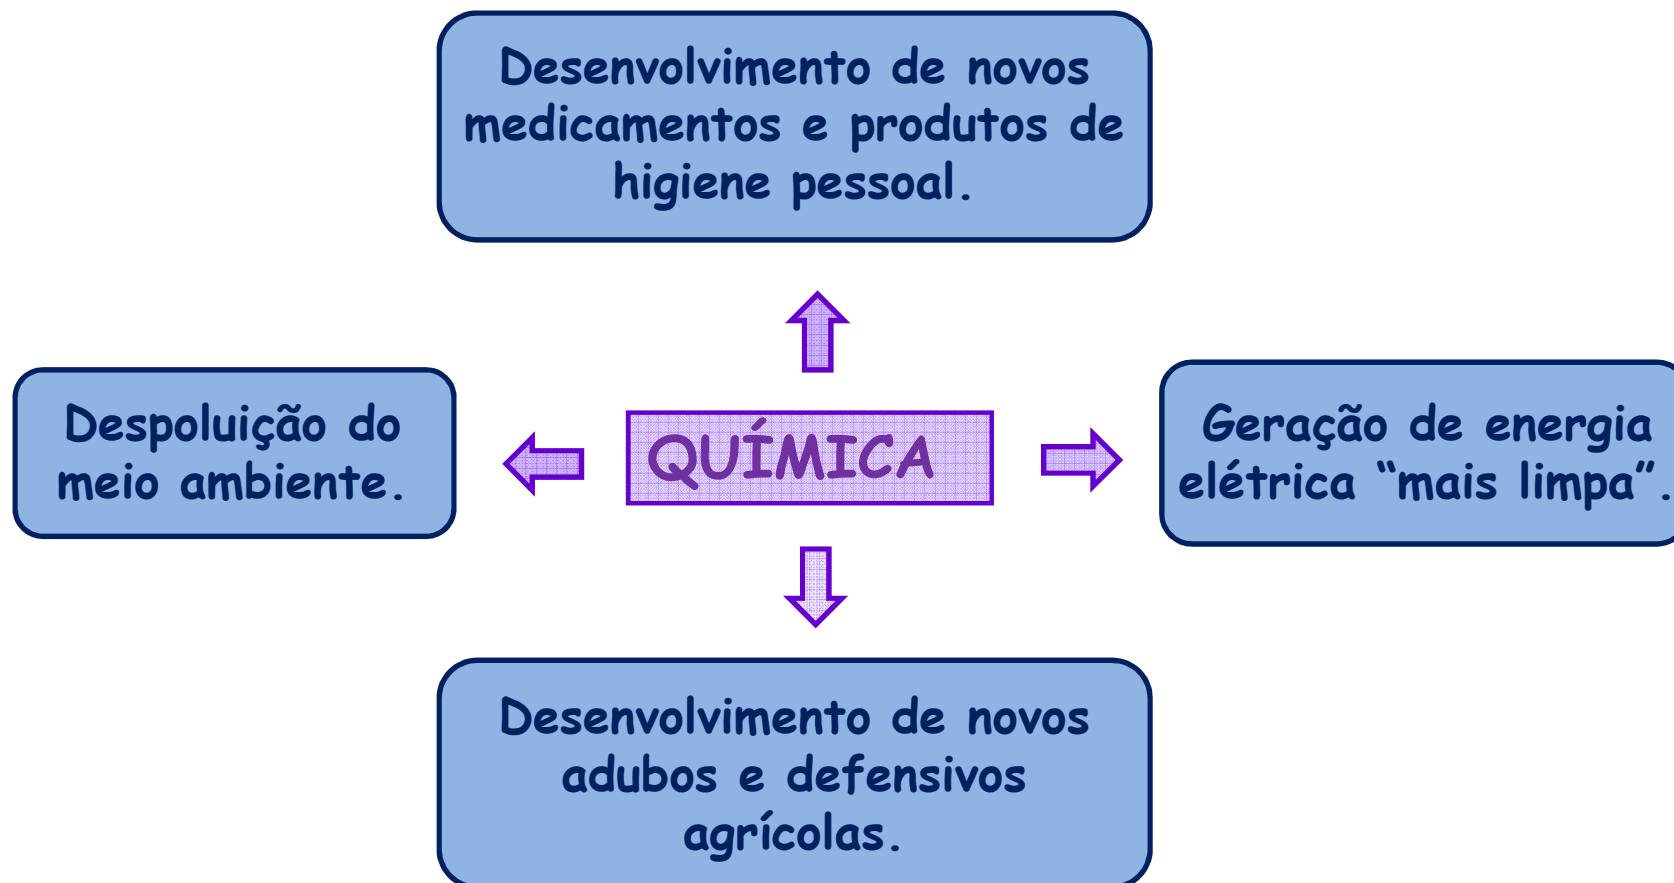 Desenvolvimento de novos
medicamentos e produtos de
higiene pessoal.
Despoluição do
meio ambiente.
QUÍMICA
Geração de energia
elétrica “mais limpa”.
Desenvolvimento de novos
adubos e defensivos
agrícolas.